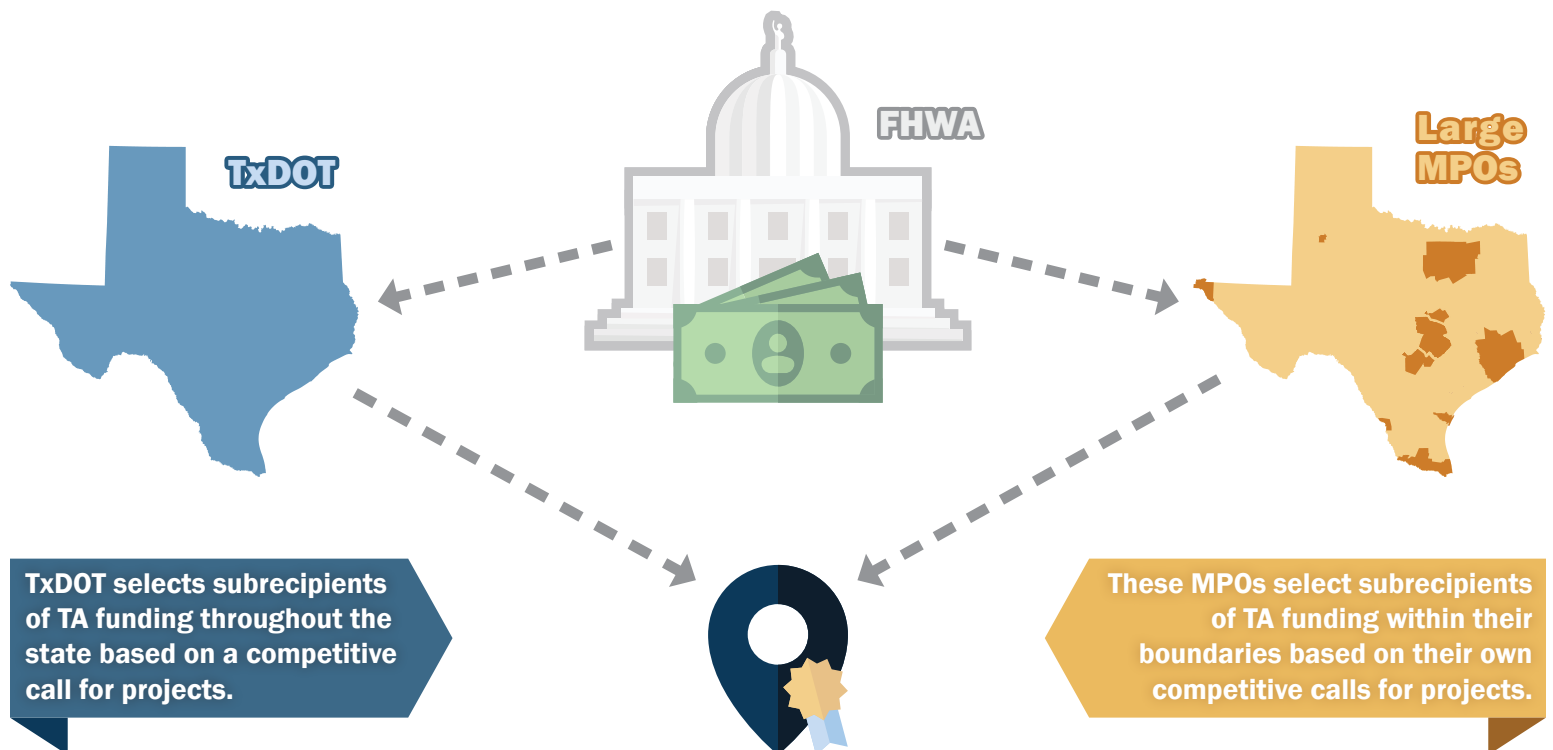 FHWA
TxDOT
Large
MPOs
TxDOT selects subrecipients
of TA funding throughout the
state based on a competitive
call for projects.
These MPOs select subrecipients
of TA funding within their
boundaries based on their own
competitive calls for projects.